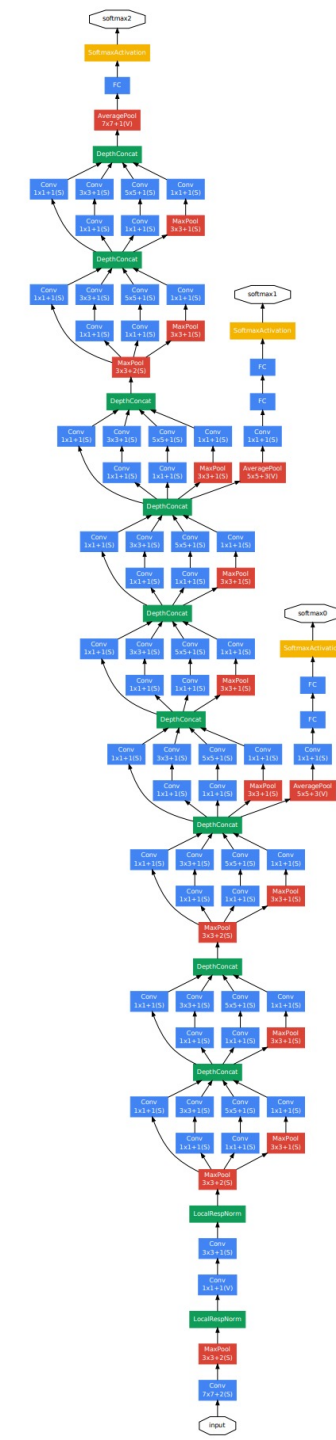 softmax2
SoftmaxActivation
FC
AveragePool
7x7+1(V)
DepthConcat
Conv Conv Conv Conv
1x1+1(S) 3x3+1(S) 5x5+1(S) 1x1+1(S)
Conv Conv MaxPool
1x1+1(S) 1x1+1(S) 3x3+1(S)
DepthConcat
Conv Conv Conv Conv
1x1+1(S) 3x3+1(S) 5x5+1(S) 1x1+1(S)
softmax1
Conv Conv MaxPool
1x1+1(S) 1x1+1(S) 3x3+1(S)
SoftmaxActivation
MaxPool
3x3+2(S)
FC
DepthConcat
FC
Conv Conv Conv Conv Conv
1x1+1(S) 3x3+1(S) 5x5+1(S) 1x1+1(S) 1x1+1(S)
Conv Conv MaxPool AveragePool
1x1+1(S) 1x1+1(S) 3x3+1(S) 5x5+3(V)
DepthConcat
Conv Conv Conv Conv
1x1+1(S) 3x3+1(S) 5x5+1(S) 1x1+1(S)
Conv Conv MaxPool
1x1+1(S) 1x1+1(S) 3x3+1(S)
DepthConcat
softmax0
Conv Conv Conv Conv
1x1+1(S) 3x3+1(S) 5x5+1(S) 1x1+1(S)
SoftmaxActivatio
Conv Conv MaxPool
1x1+1(S) 1x1+1(S) 3x3+1(S)
FC
DepthConcat
FC
Conv Conv Conv Conv Conv
1x1+1(S) 3x3+1(S) 5x5+1(S) 1x1+1(S) 1x1+1(S)
Conv Conv MaxPool AveragePool
1x1+1(S) 1x1+1(S) 3x3+1(S) 5x5+3(V)
DepthConcat
Conv Conv Conv Conv
1x1+1(S) 3x3+1(S) 5x5+1(S) 1x1+1(S)
Conv Conv MaxPool
1x1+1(S) 1x1+1(S) 3x3+1(S)
MaxPool
3x3+2(S)
DepthConcat
Conv Conv Conv Conv
1x1+1(S) 3x3+1(S) 5x5+1(S) 1x1+1(S)
Conv Conv MaxPool
1x1+1(S) 1x1+1(S) 3x3+1(S)
DepthConcat
Conv Conv Conv Conv
1x1+1(S) 3x3+1(S) 5x5+1(S) 1x1+1(S)
Conv Conv MaxPool
1x1+1(S) 1x1+1(S) 3x3+1(S)
MaxPool
3x3+2(S)
LocalRespNorm
Conv
3x3+1(S)
Conv
1x1+1(V)
LocalRespNorm
MaxPool
3x3+2(S)
Conv
7x7+2(S)
input